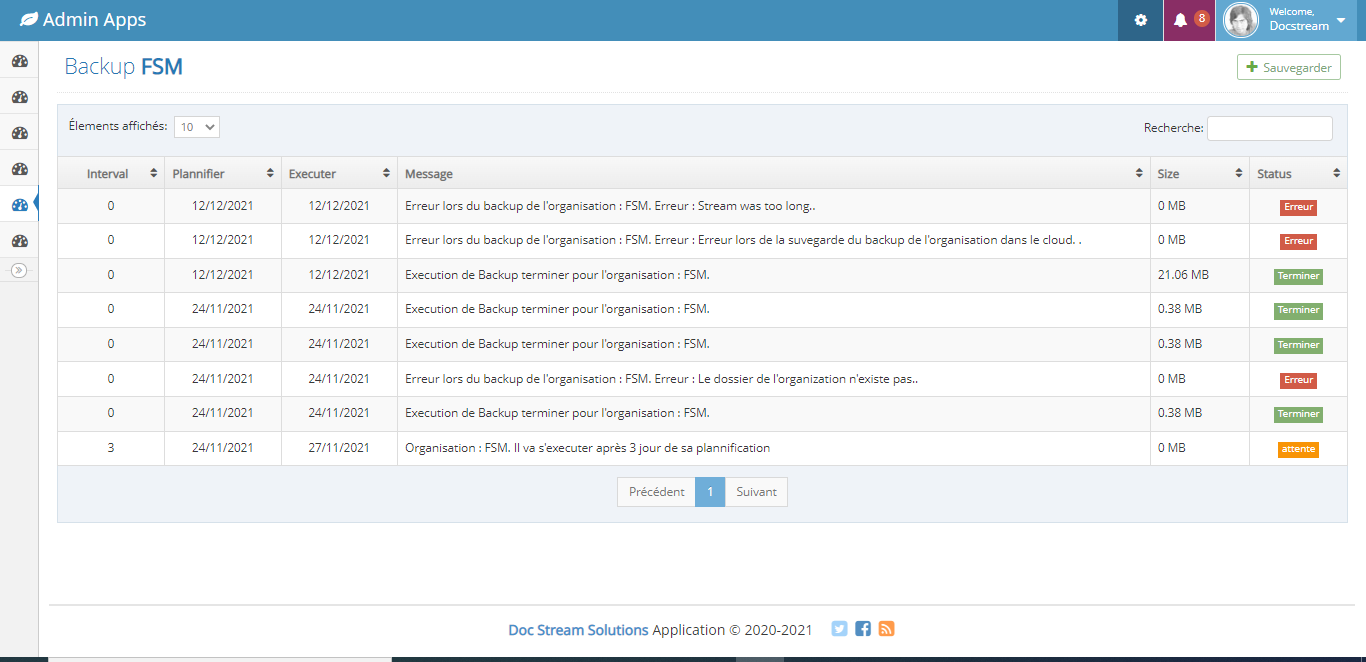 Admin Apps
8
Welcome,
Docstream
Backup FSM
Sauvegarder
Élements affichés: 10
Recherche:
Interval Plannifier Executer Message Size Status
0 12/12/2021 12/12/2021 Erreur lors du backup de l'organisation : FSM. Erreur : Stream was too long.. 0 MB Erreur
0 12/12/2021 12/12/2021 Erreur lors du backup de l'organisation : FSM. Erreur : Erreur lors de la suvegarde du backup de l'organisation dans le cloud. . 0 MB Erreur
0 12/12/2021 12/12/2021 Execution de Backup terminer pour l'organisation : FSM. 21.06 MB Terminer
0 24/11/2021 24/11/2021 Execution de Backup terminer pour l'organisation : FSM. 0.38 MB Terminer
0 24/11/2021 24/11/2021 Execution de Backup terminer pour l'organisation : FSM. 0.38 MB Terminer
0 24/11/2021 24/11/2021 Erreur lors du backup de l'organisation : FSM. Erreur : Le dossier de l'organization n'existe pas.. 0 MB Erreur
0 24/11/2021 24/11/2021 Execution de Backup terminer pour l'organisation : FSM. 0.38 MB Terminer
3 24/11/2021 27/11/2021 Organisation : FSM. Il va s'executer après 3 jour de sa plannification 0 MB attente
Précédent 1 Suivant
Doc Stream Solutions Application © 2020-2021